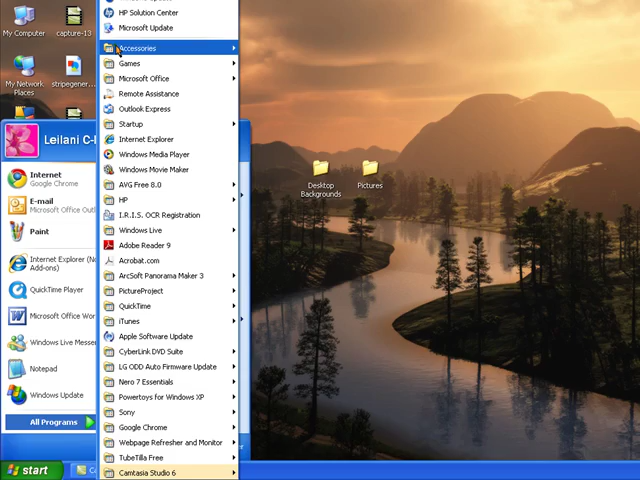 My Computer
capture-13
My Network
Places
stripegener...
HP Solution Center
Microsoft Update
Accessories
Games
Microsoft Office
Remote Assistance
Outlook Express
Startup
Internet Explorer
Windows Media Player
Windows Movie Maker
AVG Free 8.0
HP
I.R.I.S. OCR Registration
Windows Live
Adobe Reader 9
Acrobat.com
ArcSoft Panorama Maker 3
PictureProject
QuickTime
iTunes
Apple Software Update
CyberLink DVD Suite
LG ODD Auto Firmware Update
Nero 7 Essentials
Powertoys for Windows XP
Sony
Google Chrome
Webpage Refresher and Monitor
TubeTilla Free
Camtasia Studio 6
Leilani C-
Internet
Google Chrome
E-mail
Microsoft Office Outl
Paint
Internet Explorer (No
Add-ons)
QuickTime Player
Microsoft Office Wor
Windows Live Messe
Notepad
Windows Update
All Programs
start
Desktop
Backgrounds
Pictures